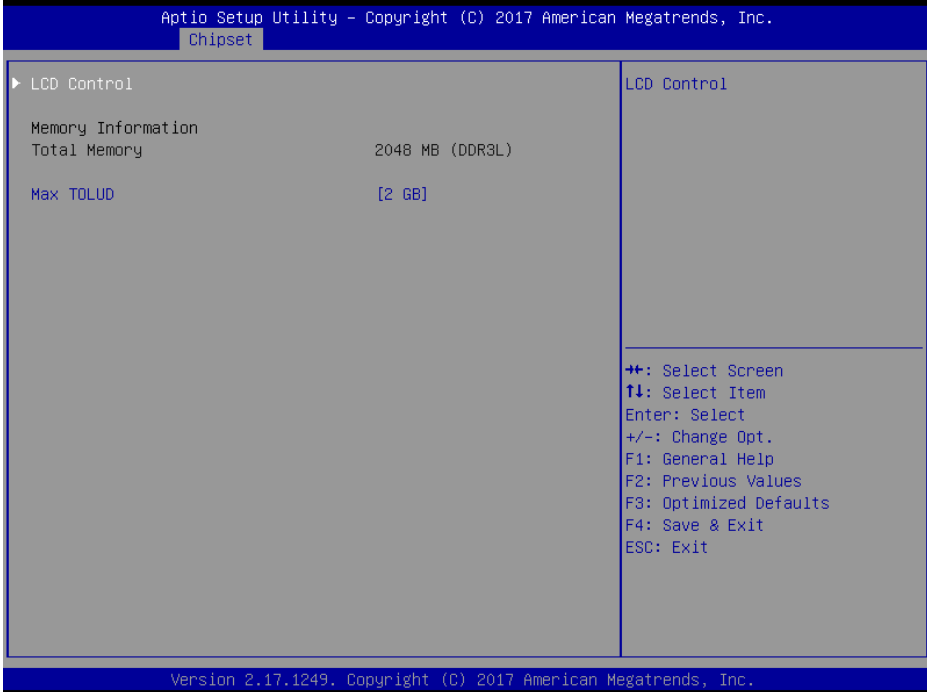 Aptio Setup Utility – Copyright (C) 2017 American Megatrends, Inc.
Chipset
▶ LCD Control
Memory Information
Total Memory 2048 MB (DDR3L)
Max TOLUD [2 GB]
LCD Control
→←: Select Screen
↑↓: Select Item
Enter: Select
+/-: Change Opt.
F1: General Help
F2: Previous Values
F3: Optimized Defaults
F4: Save & Exit
ESC: Exit
Version 2.17.1249. Copyright (C) 2017 American Megatrends, Inc.